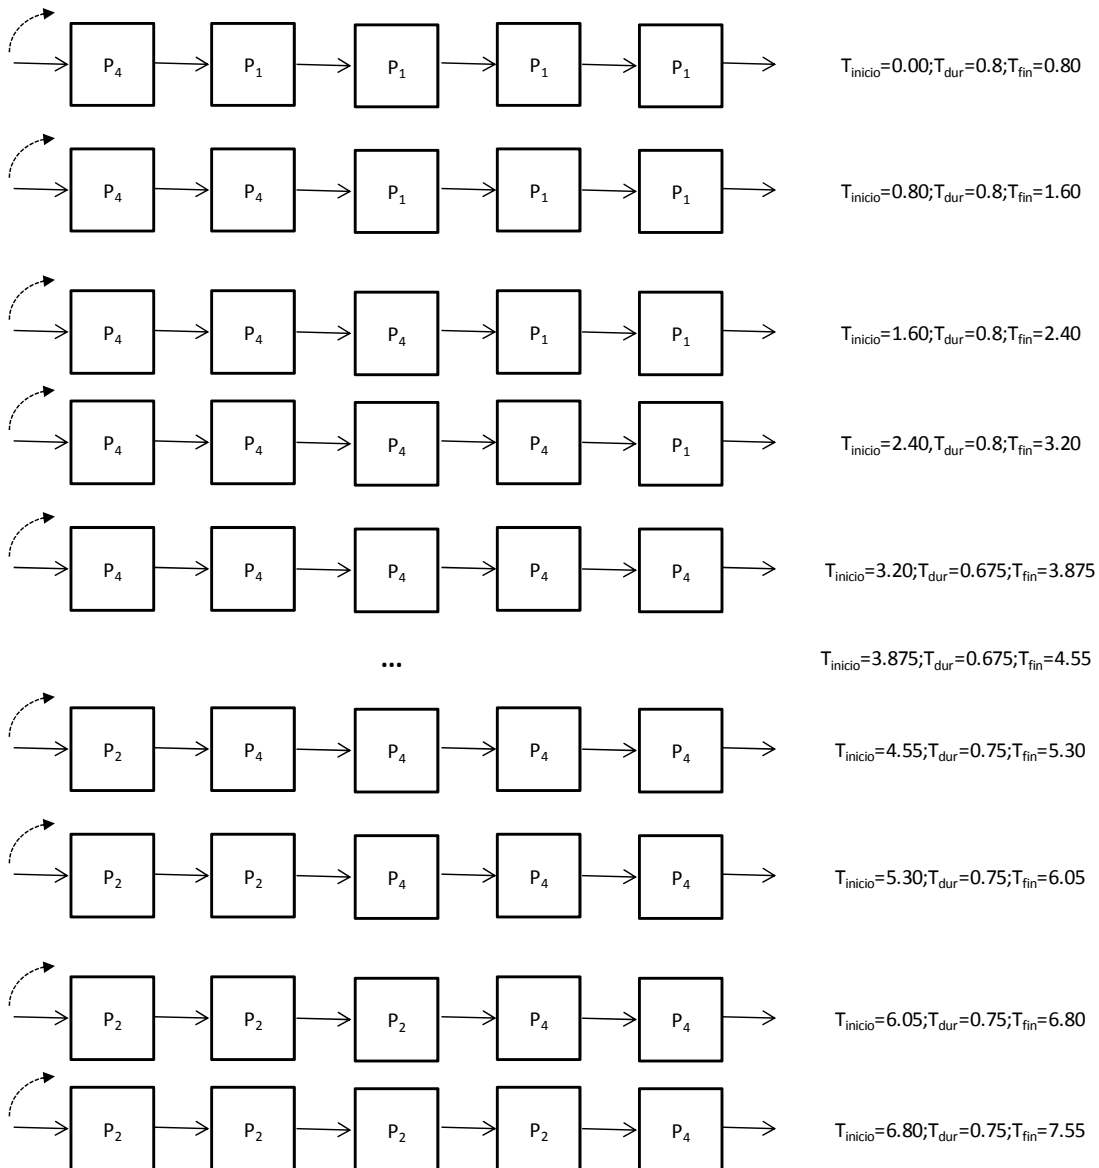 P4 P1 P1 P1 P1 Tinicio=0.00;Tdur=0.8;Tfin=0.80
P4 P4 P1 P1 P1 Tinicio=0.80;Tdur=0.8;Tfin=1.60
P4 P4 P4 P1 P1 Tinicio=1.60;Tdur=0.8;Tfin=2.40
P4 P4 P4 P4 P1 Tinicio=2.40,Tdur=0.8;Tfin=3.20
P4 P4 P4 P4 P4 Tinicio=3.20;Tdur=0.675;Tfin=3.875
... Tinicio=3.875;Tdur=0.675;Tfin=4.55
P2 P4 P4 P4 P4 Tinicio=4.55;Tdur=0.75;Tfin=5.30
P2 P2 P4 P4 P4 Tinicio=5.30;Tdur=0.75;Tfin=6.05
P2 P2 P2 P4 P4 Tinicio=6.05;Tdur=0.75;Tfin=6.80
P2 P2 P2 P2 P4 Tinicio=6.80;Tdur=0.75;Tfin=7.55